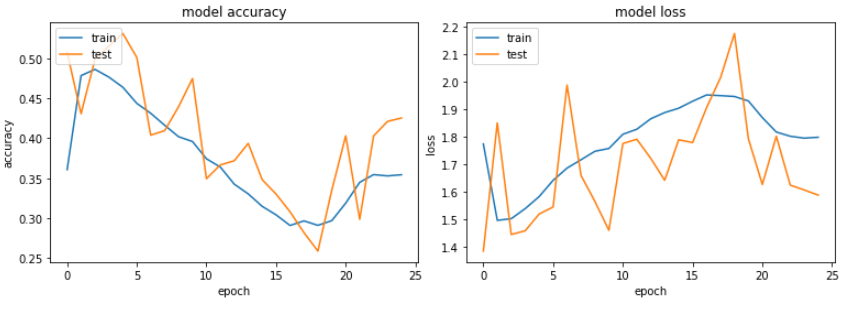 model accuracy
train
test
0.50
0.45
0.40
0.35
0.30
0.25
accuracy
0
5
10
15
20
25
epoch
model loss
train
test
2.2
2.1
2.0
1.9
1.8
1.7
1.6
1.5
1.4
loss
0
5
10
15
20
25
epoch